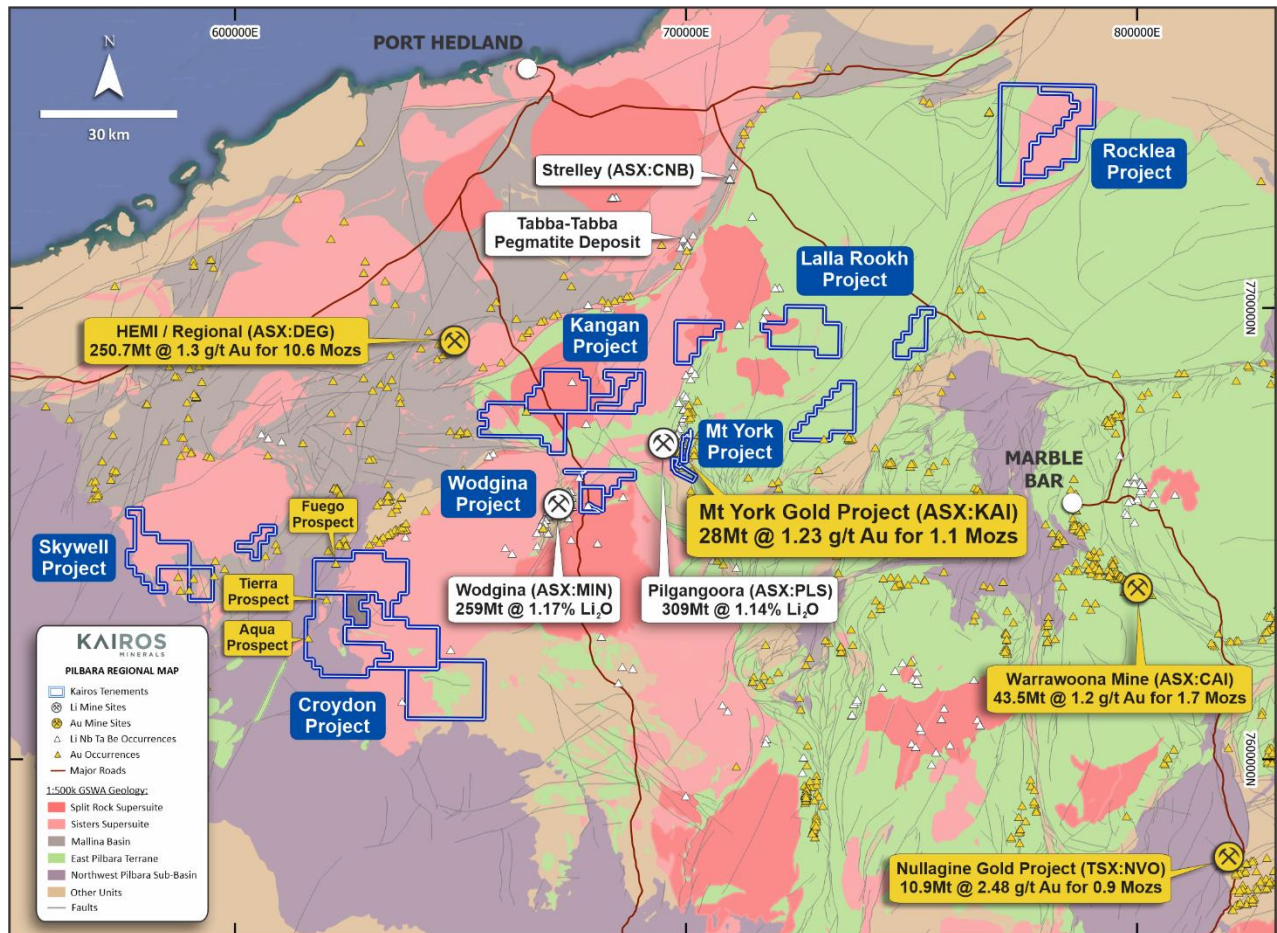 600000E
700000E
800000E
PORT HEDLAND
N
30 km
Rocklea
Project
Strelley (ASX:CNB)
Tabba-Tabba
Pegmatite Deposit
Lalla Rookh
Project
7700000N
HEMI / Regional (ASX:DEG)
250.7Mt @ 1.3 g/t Au for 10.6 Mozs
Kangan
Project
Mt York
Project
MARBLE
BAR
Wodgina
Project
Mt York Gold Project (ASX:KAI)
28Mt @ 1.23 g/t Au for 1.1 Mozs
Fuego
Prospect
Skywell
Project
Tierra
Prospect
Wodgina (ASX:MIN)
259Mt @ 1.17% Li₂O
Pilgangoora (ASX:PLS)
309Mt @ 1.14% Li₂O
Aqua
Prospect
Warrawoona Mine (ASX:CAI)
43.5Mt @ 1.2 g/t Au for 1.7 Mozs
Croydon
Project
7600000N
Nullagine Gold Project (TSX:NVO)
10.9Mt @ 2.48 g/t Au for 0.9 Mozs
KAIROS
MINERALS
PILBARA REGIONAL MAP
Kairos Tenements
Li Mine Sites
Au Mine Sites
Li Nb Ta Be Occurrences
Au Occurrences
Major Roads
1:500k GSWA Geology:
Split Rock Supersuite
Sisters Supersuite
Mallina Basin
East Pilbara Terrane
Northwest Pilbara Sub-Basin
Other Units
Faults